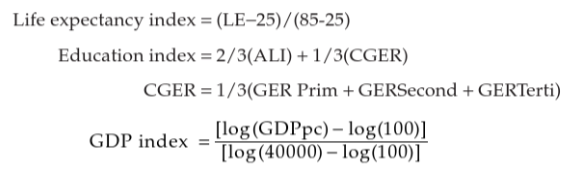 Life expectancy index = (LE–25)/(85-25)
Education index = 2/3(ALI) + 1/3(CGER)
CGER = 1/3(GER Prim + GERSecond + GERTerti)
GDP index = [log(GDPpc) – log(100)] / [log(40000) – log(100)]